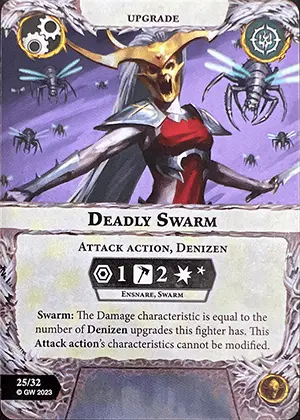 UPGRADE
DEADLY SWARM
ATTACK ACTION, DENIZEN
1 2 *
ENSNARE, SWARM
Swarm: The Damage characteristic is equal to the
number of Denizen upgrades this fighter has. This
Attack action's characteristics cannot be modified.
25/32
© GW 2023